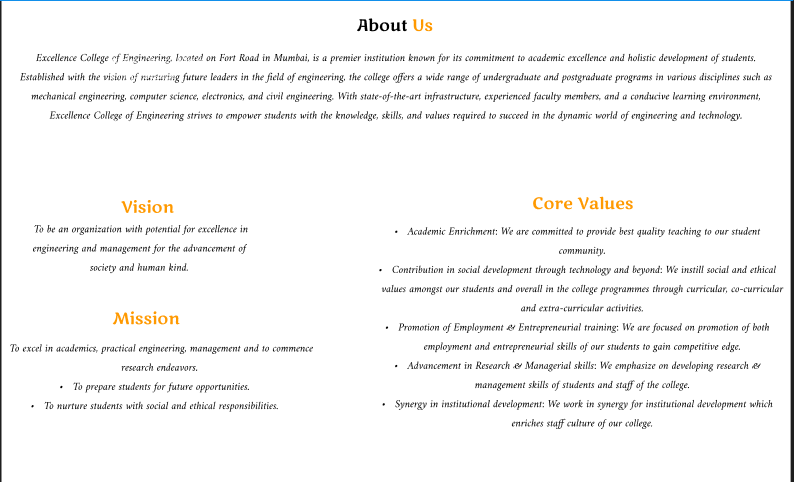 About Us
Excellence College of Engineering, located on Fort Road in Mumbai, is a premier institution known for its commitment to academic excellence and holistic development of students.
Established with the vision of nurturing future leaders in the field of engineering, the college offers a wide range of undergraduate and postgraduate programs in various disciplines such as
mechanical engineering, computer science, electronics, and civil engineering. With state-of-the-art infrastructure, experienced faculty members, and a conducive learning environment,
Excellence College of Engineering strives to empower students with the knowledge, skills, and values required to succeed in the dynamic world of engineering and technology.
Vision
To be an organization with potential for excellence in
engineering and management for the advancement of
society and human kind.
Mission
To excel in academics, practical engineering, management and to commence
research endeavors.
• To prepare students for future opportunities.
• To nurture students with social and ethical responsibilities.
Core Values
• Academic Enrichment: We are committed to provide best quality teaching to our student
community.
• Contribution in social development through technology and beyond: We instill social and ethical
values amongst our students and overall in the college programmes through curricular, co-curricular
and extra-curricular activities.
• Promotion of Employment & Entrepreneurial training: We are focused on promotion of both
employment and entrepreneurial skills of our students to gain competitive edge.
• Advancement in Research & Managerial skills: We emphasize on developing research &
management skills of students and staff of the college.
• Synergy in institutional development: We work in synergy for institutional development which
enriches staff culture of our college.